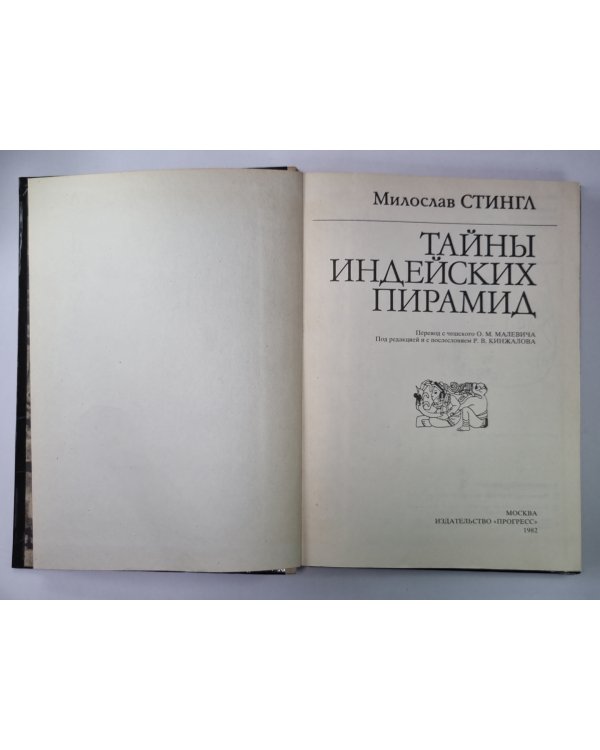 Милослав СТИНГЛ
ТАЙНЫ
ИНДЕЙСКИХ
ПИРАМИД
Перевод с чешского О. М. МАЛЕВИЧА
Под редакцией и с послесловием Р. В. КИНЖАЛОВА
МОСКВА
ИЗДАТЕЛЬСТВО «ПРОГРЕСС»
1982